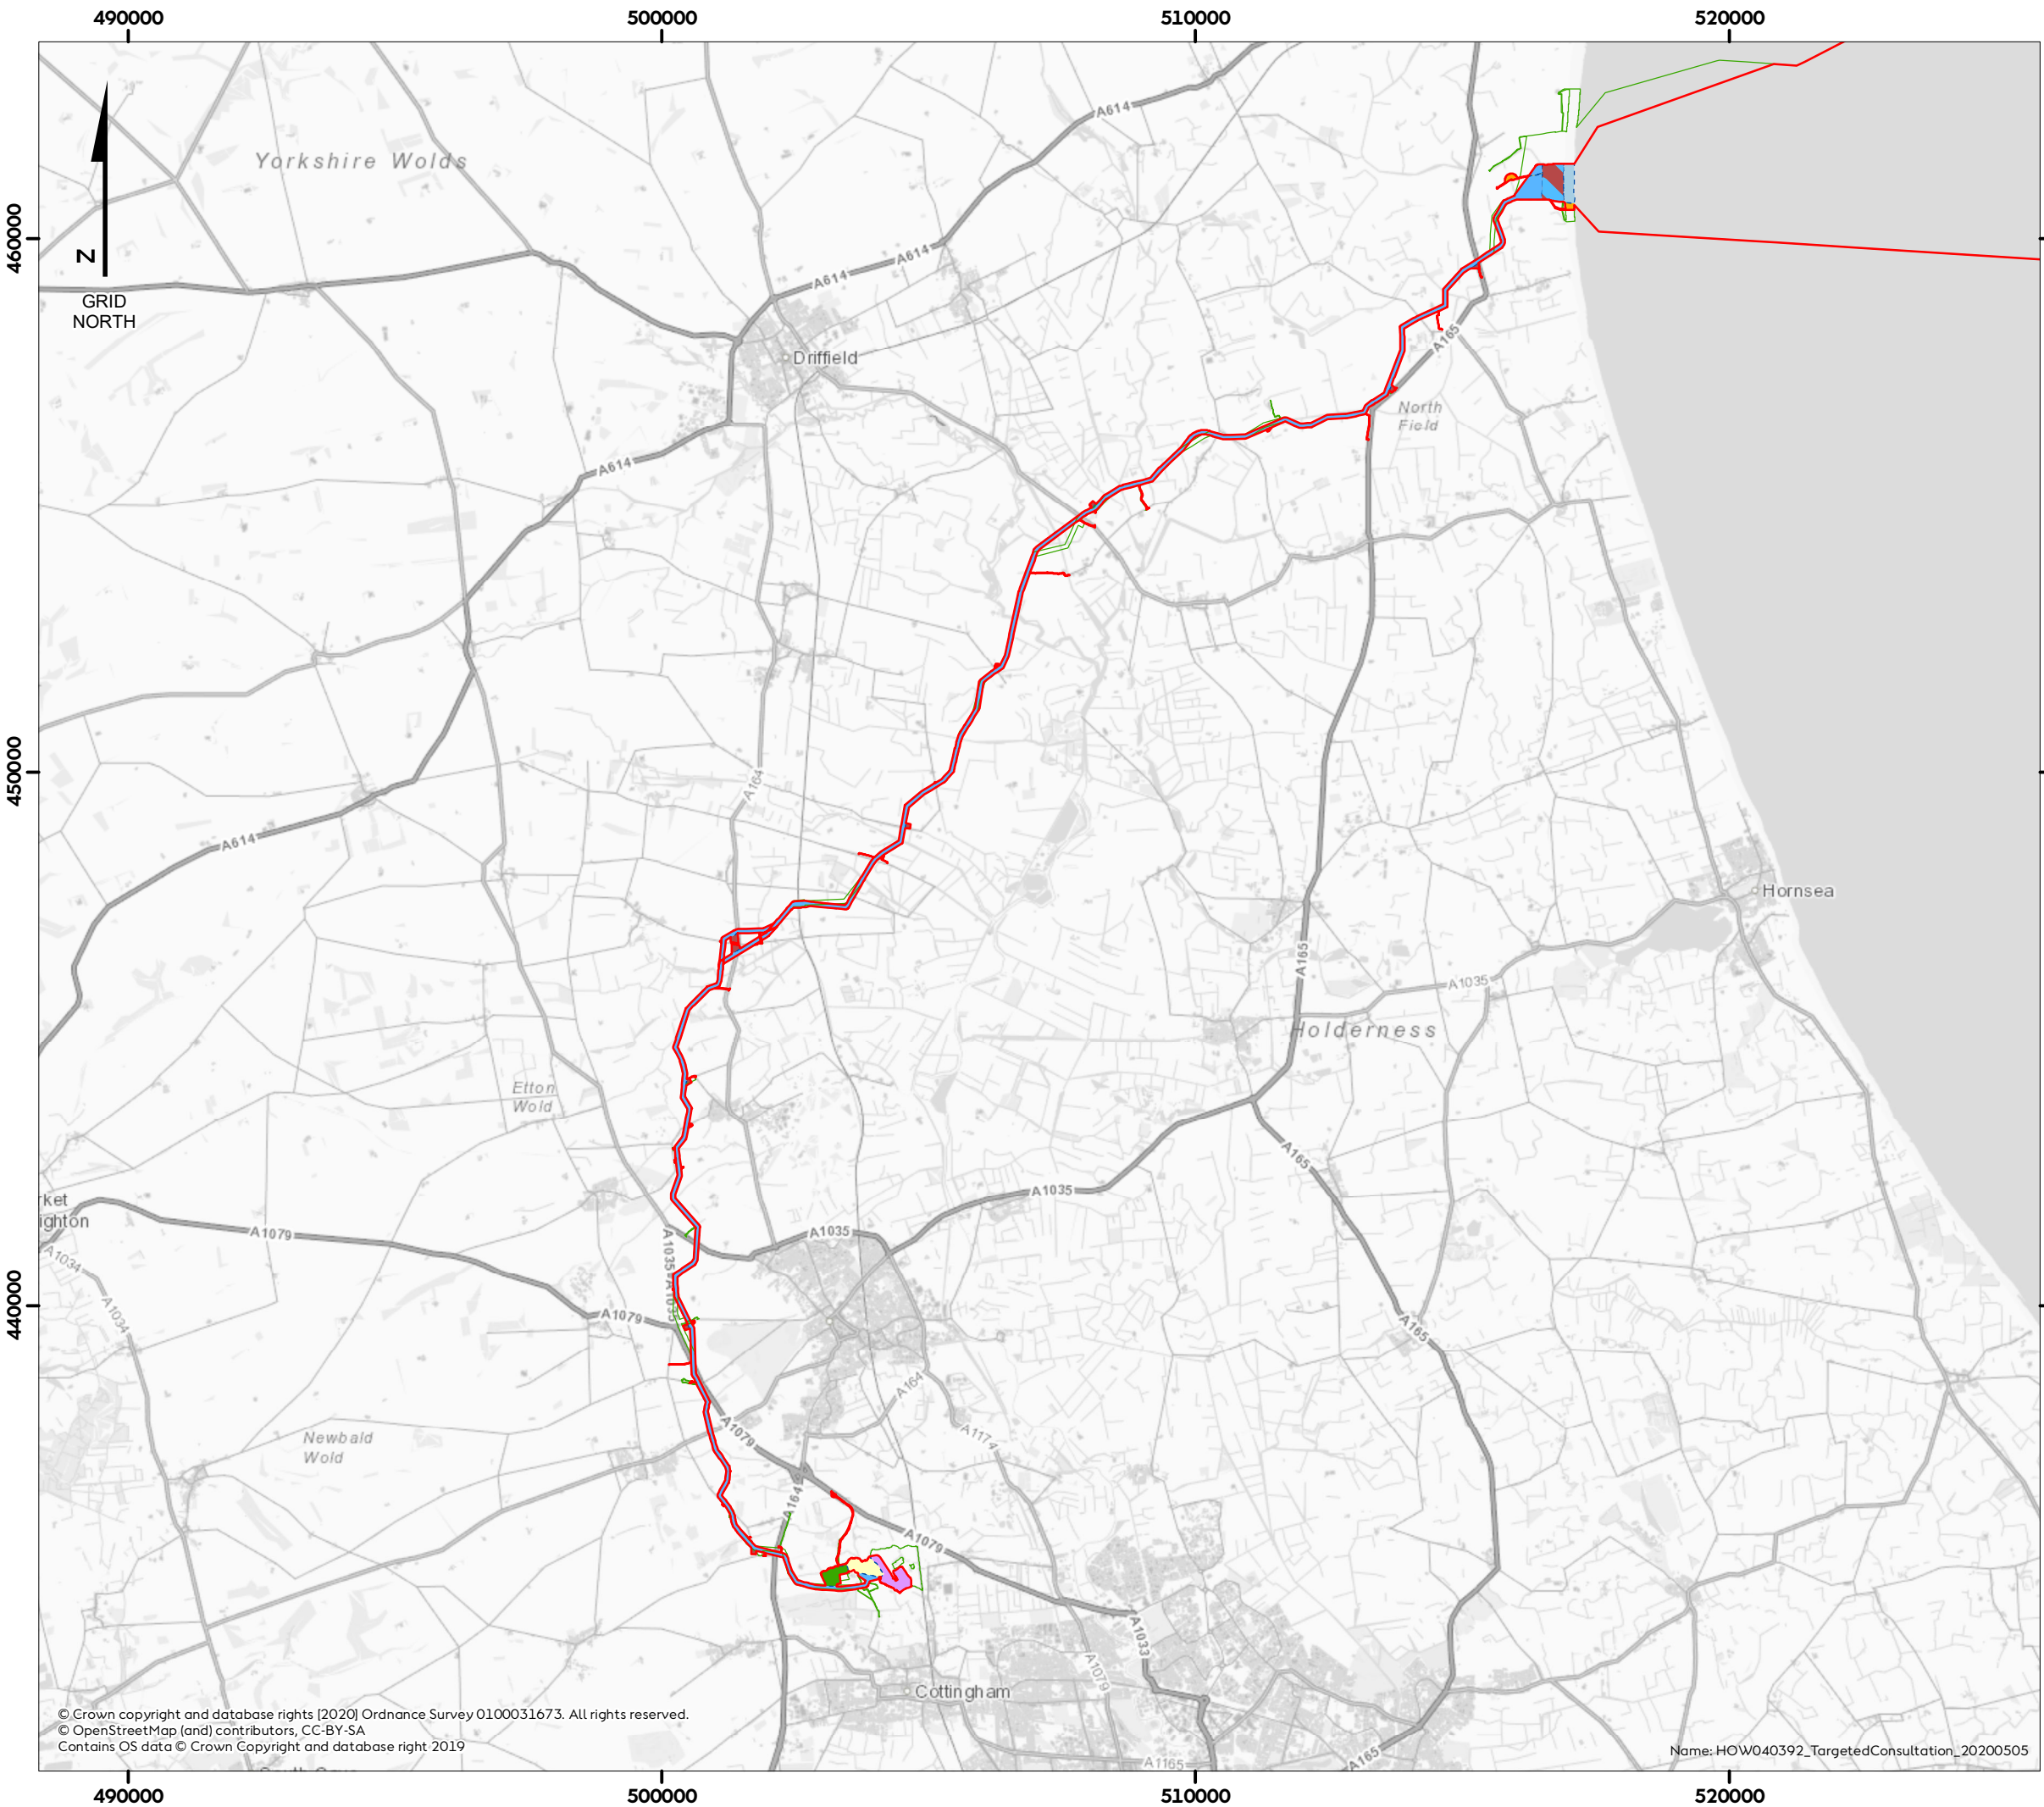 490000
500000
510000
520000
A614
Yorkshire Wolds
460000
N
GRID
NORTH
A614
A614
Driffield
A165
North
Field
A614
450000
A164
A614
Hornsea
A165
A1035
Holderness
Etton
Wold
A165
rket
ighton
A1035
A1079
A1035
A1035
A1034
A1035
440000
A1034
A1079
A165
A164
Newbald
Wold
A1079
A1174
A164
A1079
A1033
A1079
Cottingham
© Crown copyright and database rights [2020] Ordnance Survey 0100031673. All rights reserved.
© OpenStreetMap (and) contributors, CC-BY-SA
Contains OS data © Crown Copyright and database right 2019
Name: HOW040392_TargetedConsultation_20200505
A1165
A165
490000
500000
510000
520000